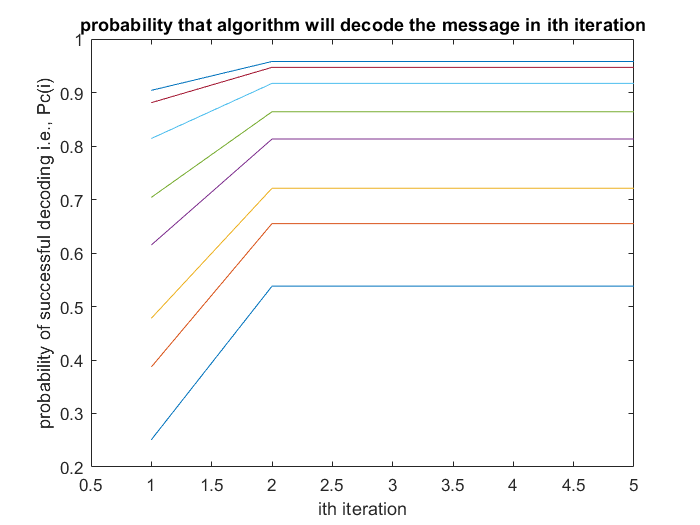 probability that algorithm will decode the message in ith iteration
probability of successful decoding i.e., Pc(i)
1
0.9
0.8
0.7
0.6
0.5
0.4
0.3
0.2
0.5 1 1.5 2 2.5 3 3.5 4 4.5 5
ith iteration